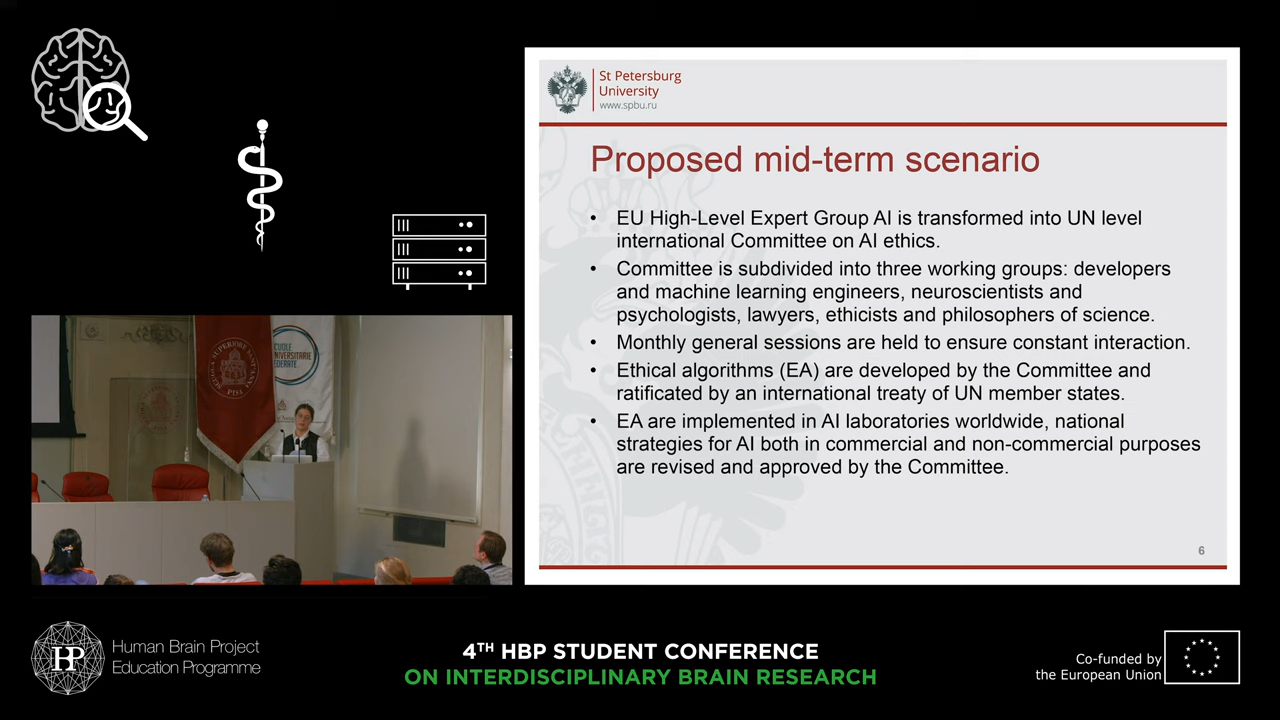 St Petersburg
University
www.spbu.ru
Proposed mid-term scenario
• EU High-Level Expert Group AI is transformed into UN level
international Committee on AI ethics.
• Committee is subdivided into three working groups: developers
and machine learning engineers, neuroscientists and
psychologists, lawyers, ethicists and philosophers of science.
• Monthly general sessions are held to ensure constant interaction.
• Ethical algorithms (EA) are developed by the Committee and
ratificated by an international treaty of UN member states.
• EA are implemented in AI laboratories worldwide, national
strategies for AI both in commercial and non-commercial purposes
are revised and approved by the Committee.
6
PISA
HP
Human Brain Project
Education Programme
4TH HBP STUDENT CONFERENCE
ON INTERDISCIPLINARY BRAIN RESEARCH
Co-funded by
the European Union